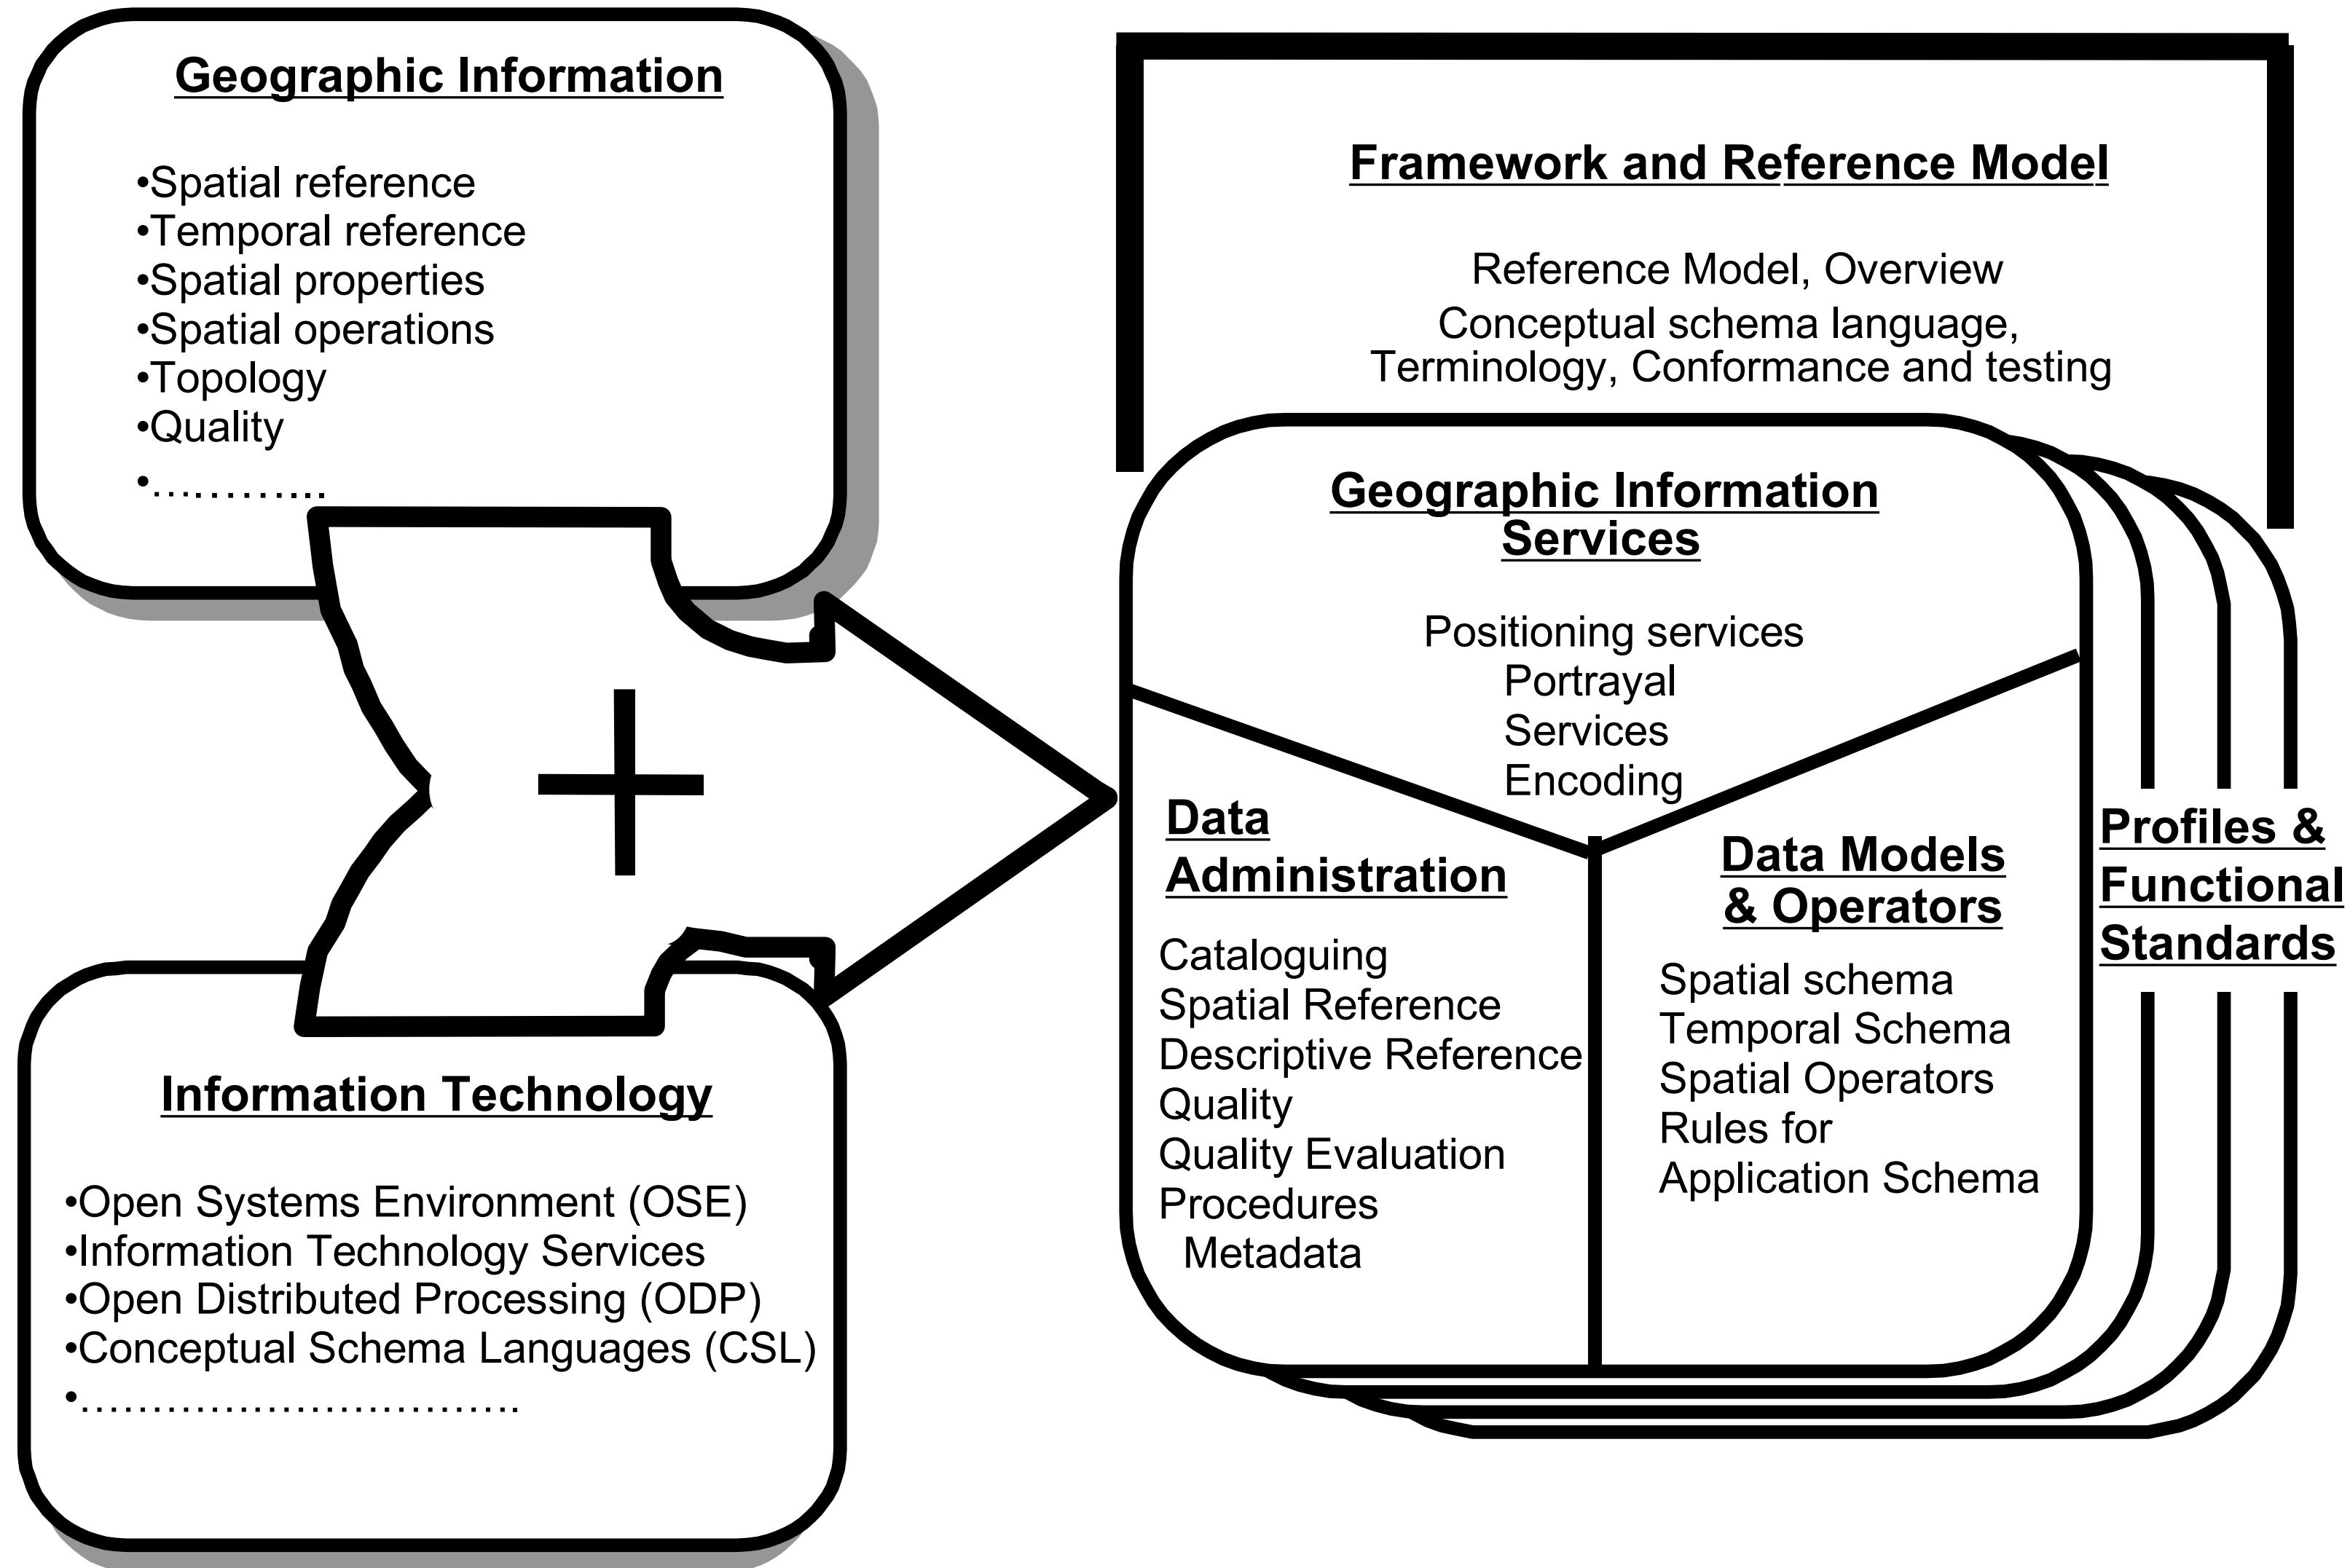 Geographic Information
•Spatial reference
•Temporal reference
•Spatial properties
•Spatial operations
•Topology
•Quality
•…………..
Information Technology
•Open Systems Environment (OSE)
•Information Technology Services
•Open Distributed Processing (ODP)
•Conceptual Schema Languages (CSL)
•………………………….
Framework and Reference Model
Reference Model, Overview
Conceptual schema language,
Terminology, Conformance and testing
Geographic Information
Services
Positioning services
Portrayal
Services
Encoding
Data
Administration
Cataloguing
Spatial Reference
Descriptive Reference
Quality
Quality Evaluation
Procedures
Metadata
Data Models
& Operators
Spatial schema
Temporal Schema
Spatial Operators
Rules for
Application Schema
Profiles &
Functional
Standards